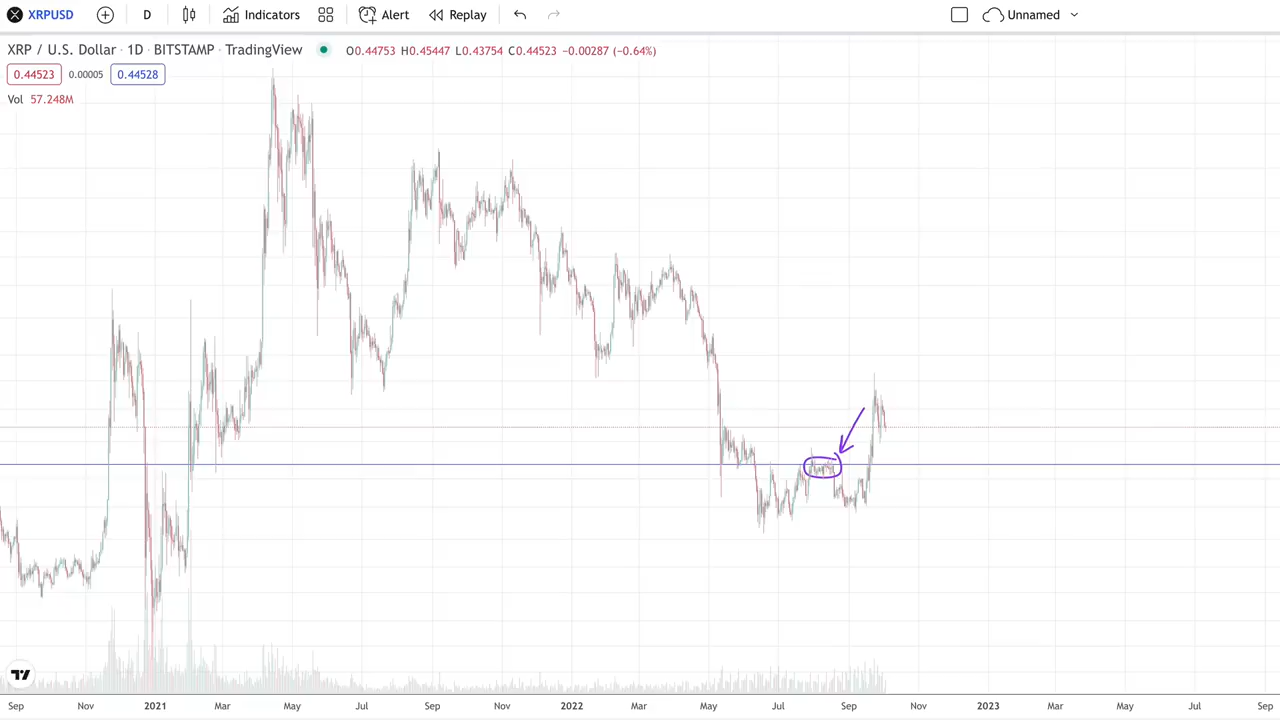 XRPUSD D Indicators Alert Replay Unnamed
XRP / U.S. Dollar · 1D · BITSTAMP · TradingView O0.44753 H0.45447 L0.43754 C0.44523 −0.00287 (−0.64%)
0.44523 0.00005 0.44528
Vol 57.248M
Sep Nov 2021 Mar May Jul Sep Nov 2022 Mar May Jul Sep Nov 2023 Mar May Jul Sep